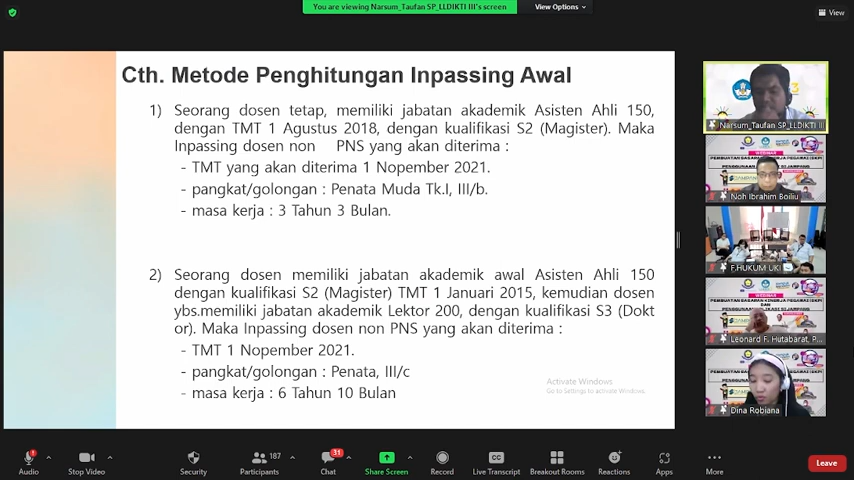 You are viewing Narsum_Taufan SP_LLDIKTI III's screen
View Options
View
Cth. Metode Penghitungan Inpassing Awal
1) Seorang dosen tetap, memiliki jabatan akademik Asisten Ahli 150,
dengan TMT 1 Agustus 2018, dengan kualifikasi S2 (Magister). Maka
Inpassing dosen non PNS yang akan diterima :
- TMT yang akan diterima 1 Nopember 2021.
- pangkat/golongan : Penata Muda Tk.I, III/b.
- masa kerja : 3 Tahun 3 Bulan.
2) Seorang dosen memiliki jabatan akademik awal Asisten Ahli 150
dengan kualifikasi S2 (Magister) TMT 1 Januari 2015, kemudian dosen
ybs.memiliki jabatan akademik Lektor 200, dengan kualifikasi S3 (Dokt
or). Maka Inpassing dosen non PNS yang akan diterima :
- TMT 1 Nopember 2021.
- pangkat/golongan : Penata, III/c
- masa kerja : 6 Tahun 10 Bulan
Activate Windows
Go to Settings to activate Windows.
3
Narsum_Taufan SP_LLDIKTI III
WEBINAR
Noh Ibrahim Boiliu
F.HUKUM UKI
WEBINAR
Leonard F. Hutabarat, P...
Dina Robiana
Audio
Stop Video
Security
187
Participants
31
Chat
Share Screen
Record
CC
Live Transcript
Breakout Rooms
Reactions
Apps
More
Leave